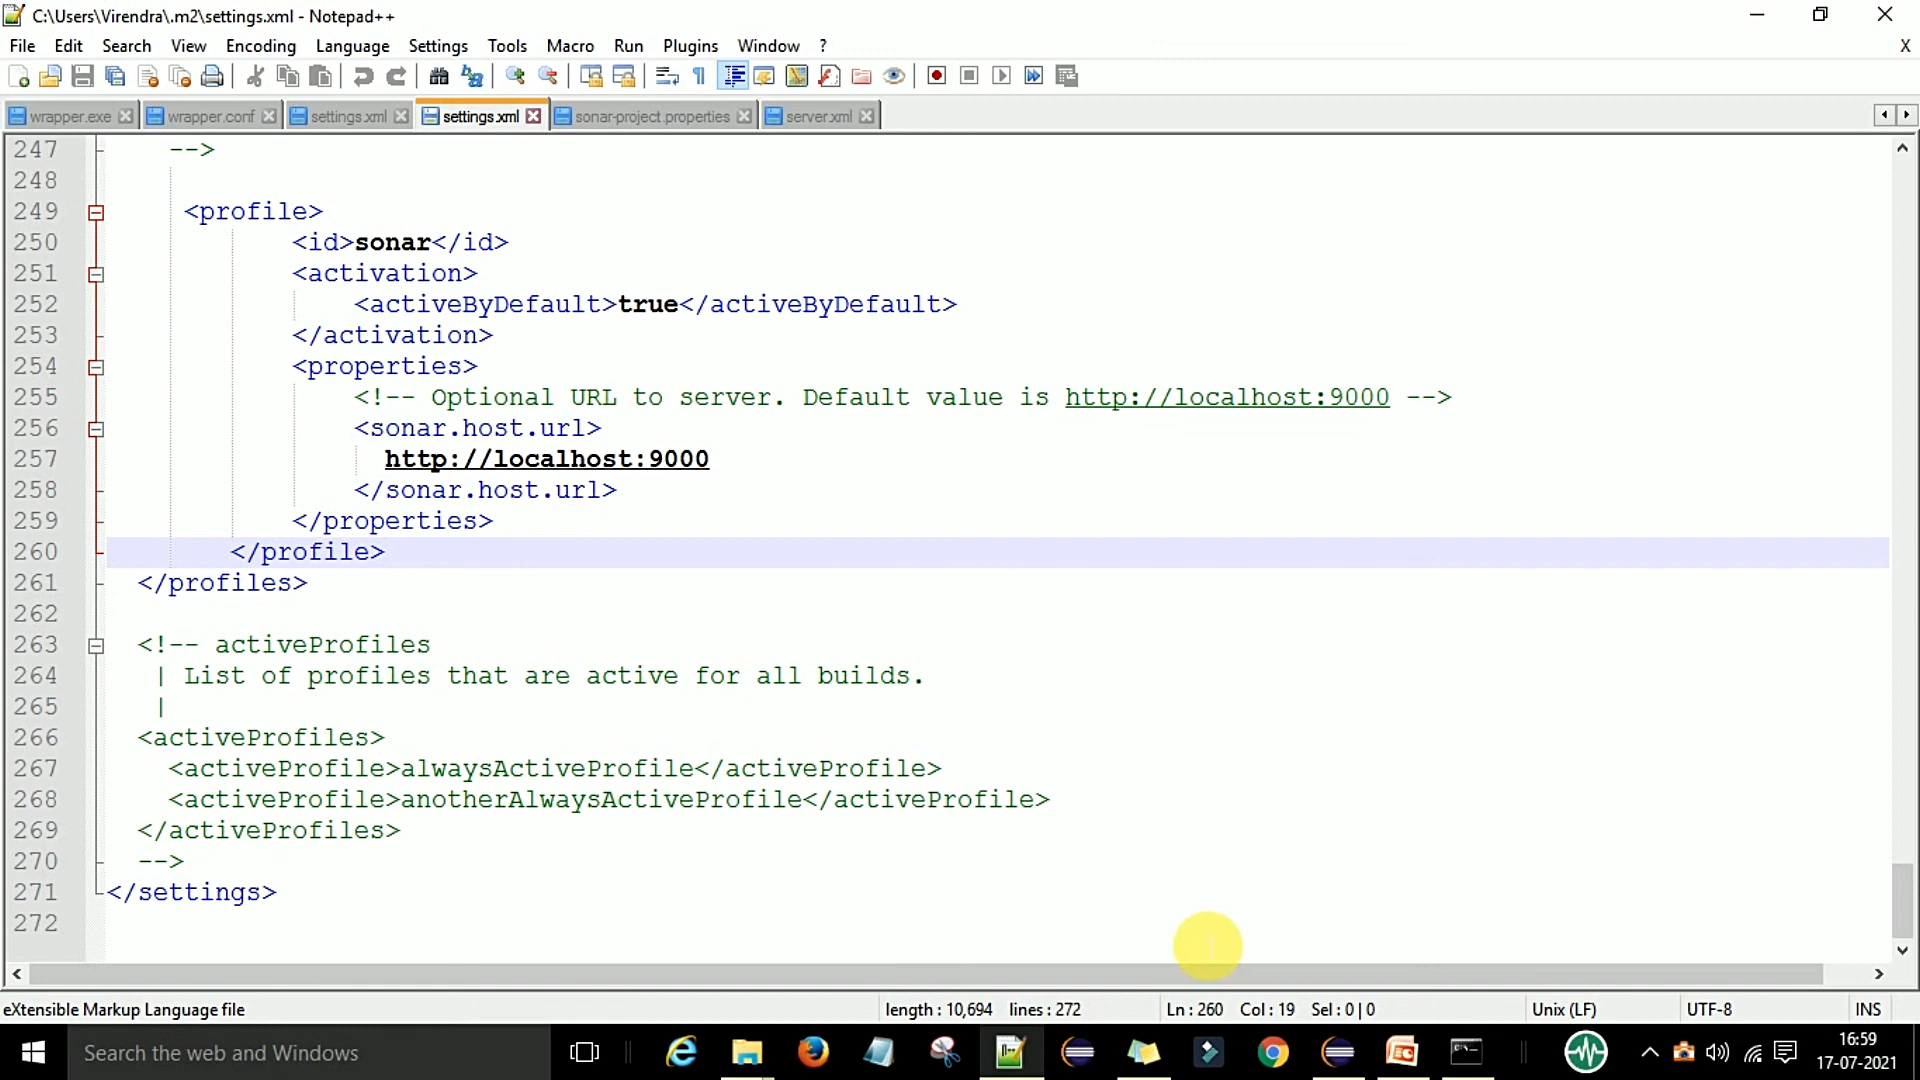 C:\Users\Virendra\.m2\settings.xml - Notepad++
File Edit Search View Encoding Language Settings Tools Macro Run Plugins Window ? X
wrapper.exe wrapper.conf settings.xml settings.xml sonar-project.properties server.xml
247 -->
248
249 <profile>
250 <id>sonar</id>
251 <activation>
252 <activeByDefault>true</activeByDefault>
253 </activation>
254 <properties>
255 <!-- Optional URL to server. Default value is http://localhost:9000 -->
256 <sonar.host.url>
257 http://localhost:9000
258 </sonar.host.url>
259 </properties>
260 </profile>
261 </profiles>
262
263 <!-- activeProfiles
264 | List of profiles that are active for all builds.
265 |
266 <activeProfiles>
267 <activeProfile>alwaysActiveProfile</activeProfile>
268 <activeProfile>anotherAlwaysActiveProfile</activeProfile>
269 </activeProfiles>
270 -->
271 </settings>
272
eXtensible Markup Language file length : 10,694 lines : 272 Ln : 260 Col : 19 Sel : 0 | 0 Unix (LF) UTF-8 INS
Search the web and Windows 16:59
17-07-2021